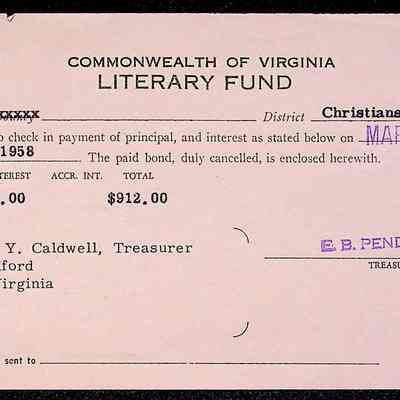 COMMONWEALTH OF VIRGINIA
LITERARY FUND
xxxxx District Christians
o check in payment of principal, and interest as stated below on MAR
1958 . The paid bond, duly cancelled, is enclosed herewith.
TEREST ACCR. INT. TOTAL
.00 $912.00
Y. Caldwell, Treasurer
E. B. PEND
ford
TREASU
irginia
sent to